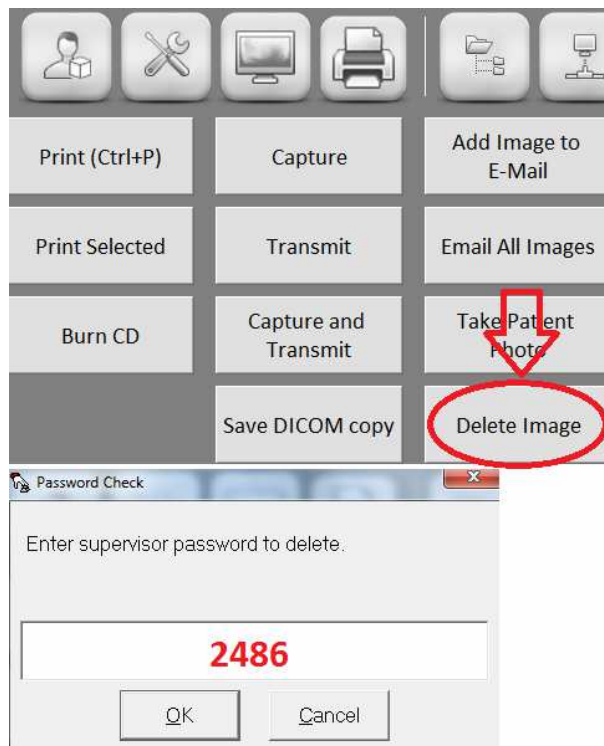 Print (Ctrl+P)
Capture
Add Image to
E-Mail
Print Selected
Transmit
Email All Images
Burn CD
Capture and
Transmit
Take Patient
Photo
Save DICOM copy
Delete Image
Password Check
Enter supervisor password to delete.
2486
OK
Cancel